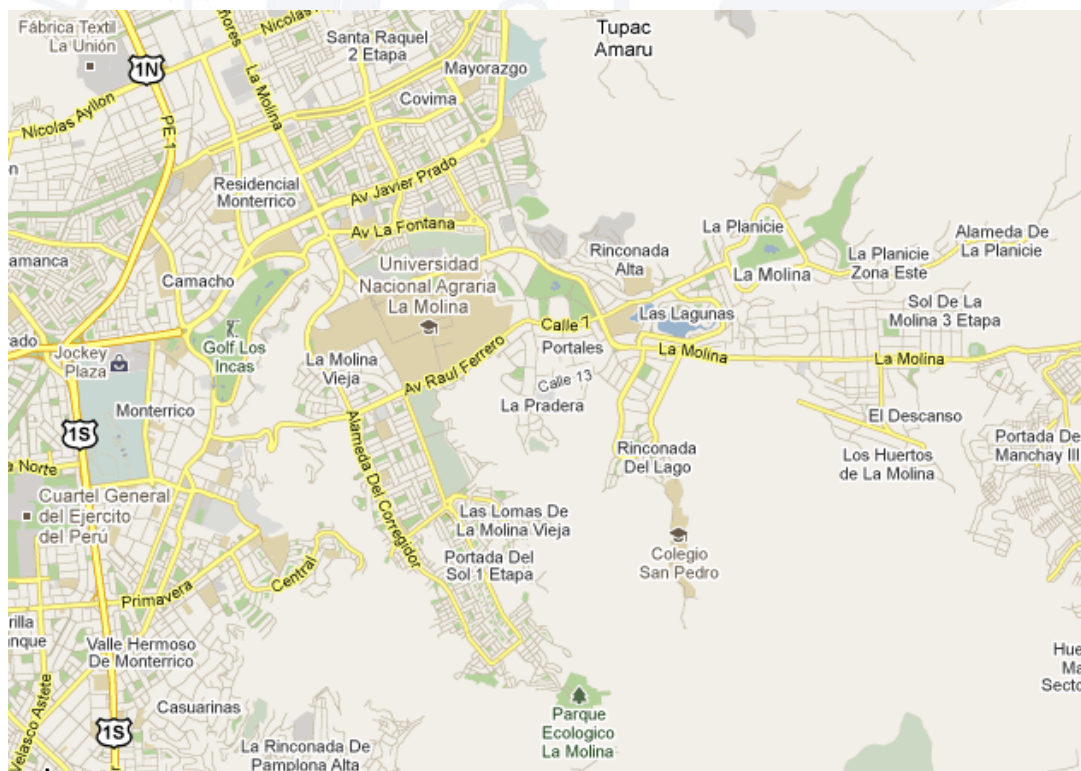 Fábrica Textil
La Unión
1N
Nicolas Ayllon
PE 1
La Molina
Santa Raquel
2 Etapa
Mayorazgo
Covima
Tupac
Amaru
Residencial
Monterrico
Av Javier Prado
Av La Fontana
Camacho
Universidad
Nacional Agraria
La Molina
Rinconada
Alta
La Planicie
La Molina
La Planicie
Zona Este
Alameda De
La Planicie
Golf Los
Incas
Jockey
Plaza
La Molina
Vieja
Av Raul Ferrero
Calle 1
Portales
Las Lagunas
Sol De La
Molina 3 Etapa
La Molina
La Molina
Calle 13
La Pradera
Monterrico
1S
El Descanso
Rinconada
Del Lago
Los Huertos
de La Molina
Portada De
Manchay III
Cuartel General
del Ejercito
del Perú
Alameda Del Corregidor
Las Lomas De
La Molina Vieja
Portada Del
Sol 1 Etapa
Colegio
San Pedro
Central
Primavera
Valle Hermoso
De Monterrico
Velasco Astete
Casuarinas
1S
La Rinconada De
Pamplona Alta
Parque
Ecologico
La Molina